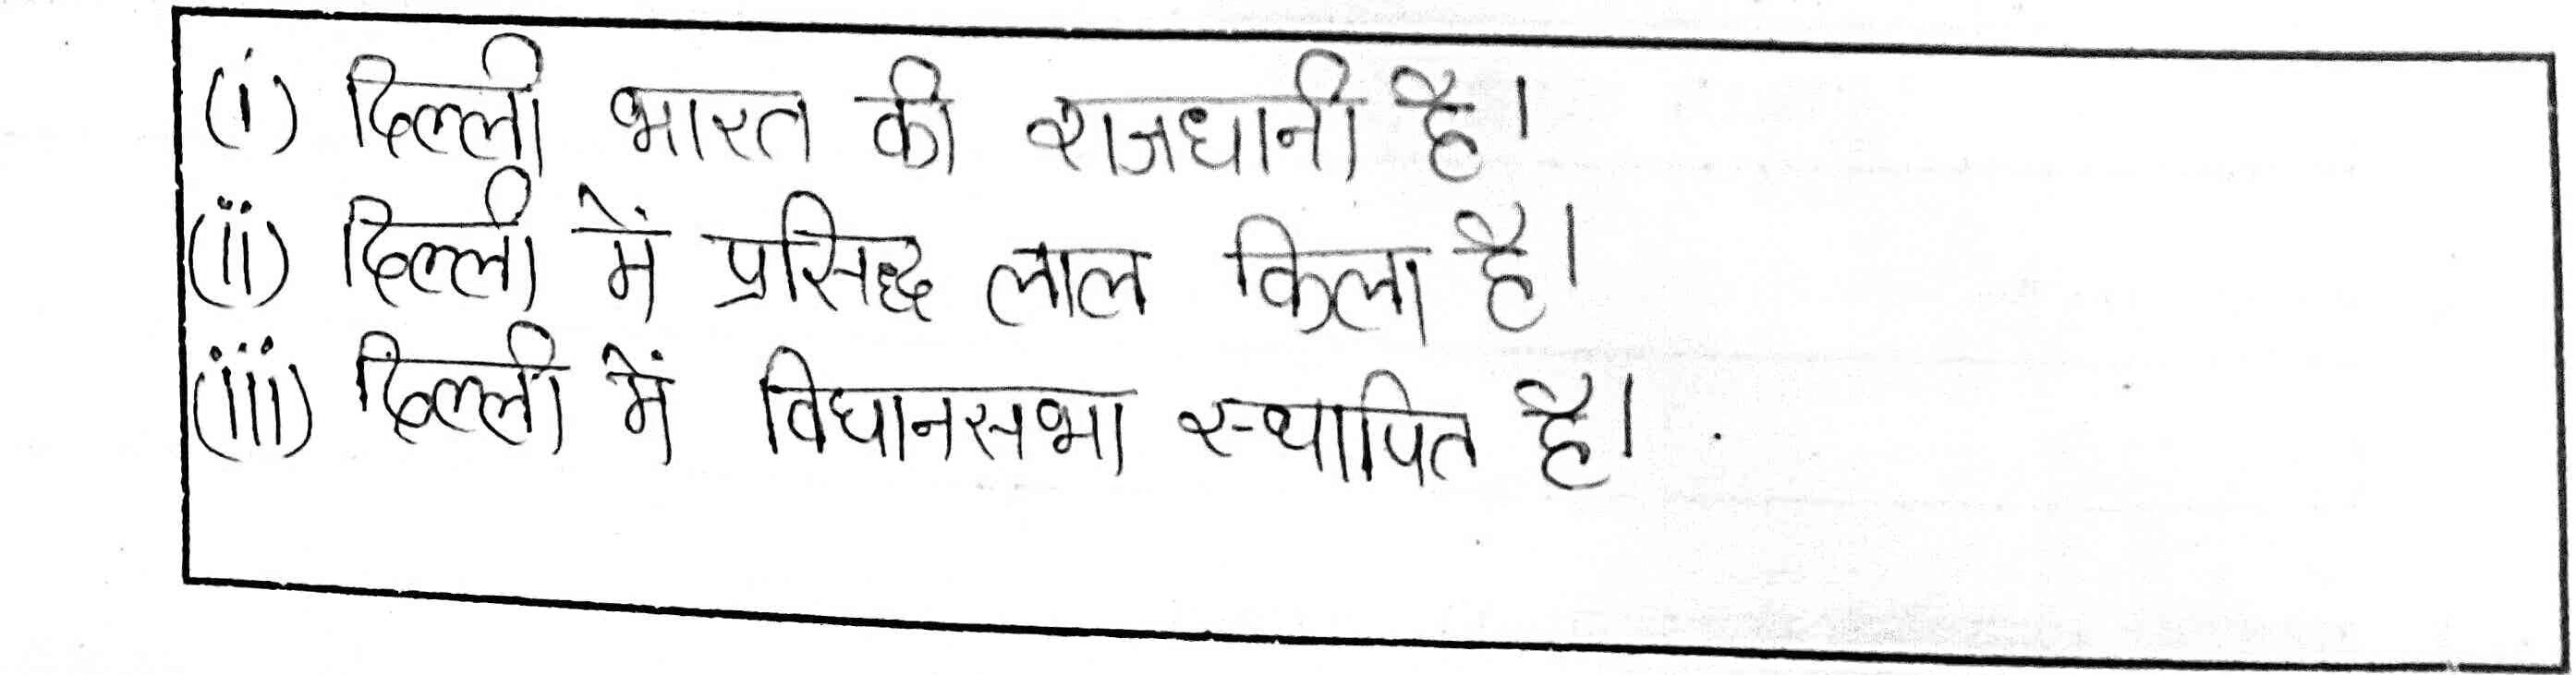 (i) दिल्ली भारत की राजधानी है।
(ii) दिल्ली में प्रसिद्ध लाल किला है।
(iii) दिल्ली में विधानसभा स्थापित है।